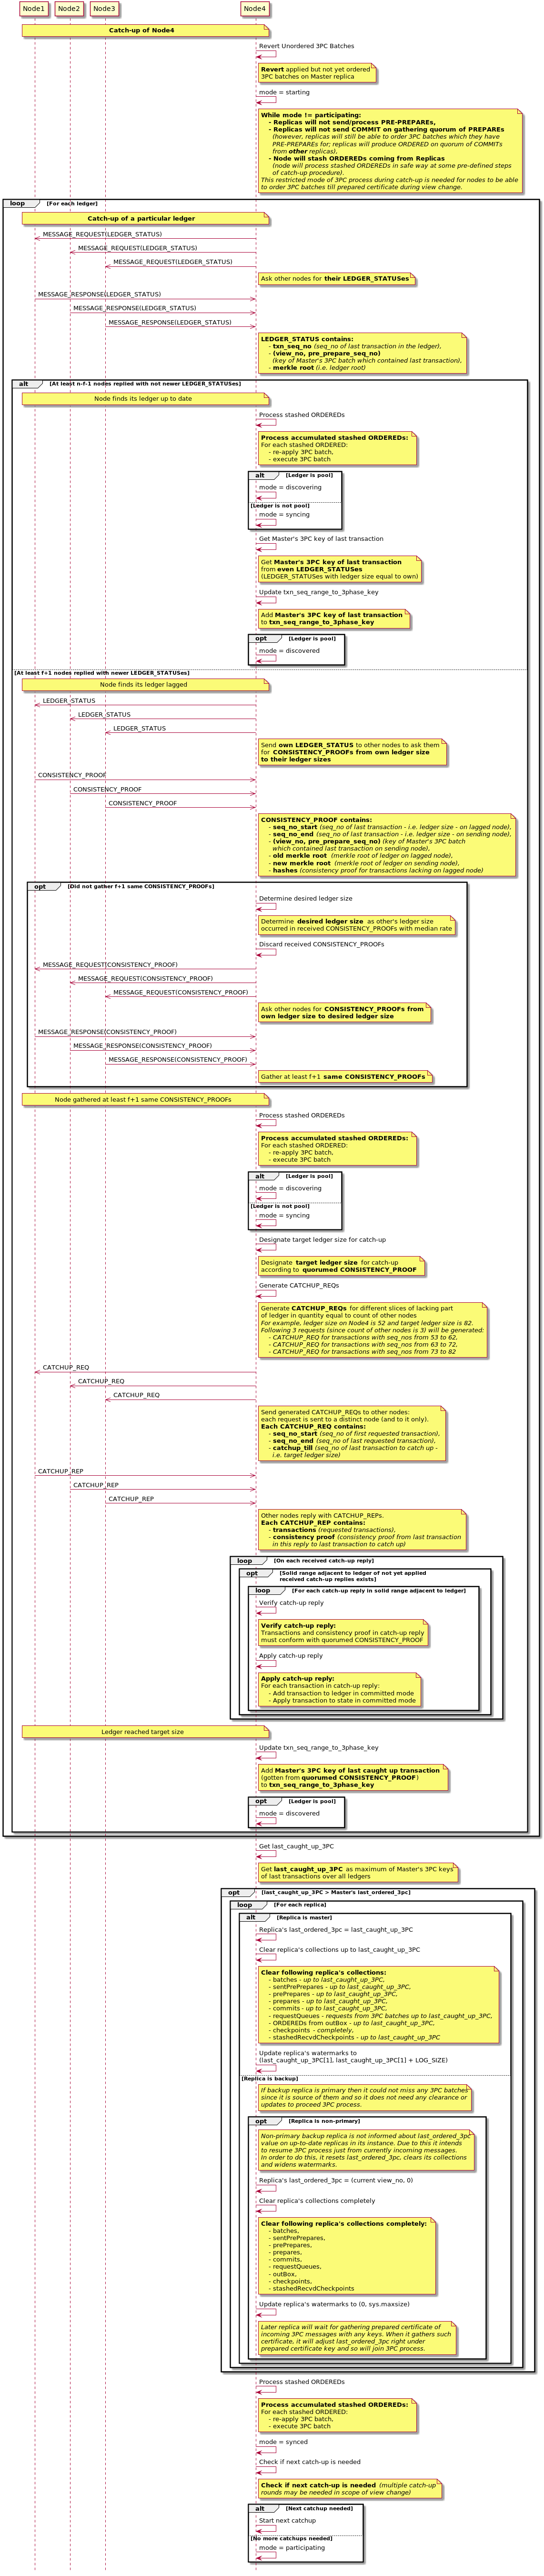 Node1 Node2 Node3 Node4
Catch-up of Node4
Revert Unordered 3PC Batches
Revert applied but not yet ordered
3PC batches on Master replica
mode = starting
While mode != participating:
- Replicas will not send/process PRE-PREPAREs,
- Replicas will not send COMMIT on gathering quorum of PREPAREs
(however, replicas will still be able to order 3PC batches which they have
PRE-PREPAREs for; replicas will produce ORDERED on quorum of COMMITs
from other replicas),
- Node will stash ORDEREDs coming from Replicas
(node will process stashed ORDEREDs in safe way at some pre-defined steps
of catch-up procedure).
This restricted mode of 3PC process during catch-up is needed for nodes to be able
to order 3PC batches till prepared certificate during view change.
loop [For each ledger]
Catch-up of a particular ledger
MESSAGE_REQUEST(LEDGER_STATUS)
MESSAGE_REQUEST(LEDGER_STATUS)
MESSAGE_REQUEST(LEDGER_STATUS)
Ask other nodes for their LEDGER_STATUSes
MESSAGE_RESPONSE(LEDGER_STATUS)
MESSAGE_RESPONSE(LEDGER_STATUS)
MESSAGE_RESPONSE(LEDGER_STATUS)
LEDGER_STATUS contains:
- txn_seq_no (seq_no of last transaction in the ledger),
- (view_no, pre_prepare_seq_no)
(key of Master's 3PC batch which contained last transaction),
- merkle root (i.e. ledger root)
alt [At least n-f-1 nodes replied with not newer LEDGER_STATUSes]
Node finds its ledger up to date
Process stashed ORDEREDs
Process accumulated stashed ORDEREDs:
For each stashed ORDERED:
- re-apply 3PC batch,
- execute 3PC batch
alt [Ledger is pool]
mode = discovering
[Ledger is not pool]
mode = syncing
Get Master's 3PC key of last transaction
Get Master's 3PC key of last transaction
from even LEDGER_STATUSes
(LEDGER_STATUSes with ledger size equal to own)
Update txn_seq_range_to_3phase_key
Add Master's 3PC key of last transaction
to txn_seq_range_to_3phase_key
opt [Ledger is pool]
mode = discovered
[At least f+1 nodes replied with newer LEDGER_STATUSes]
Node finds its ledger lagged
LEDGER_STATUS
LEDGER_STATUS
LEDGER_STATUS
Send own LEDGER_STATUS to other nodes to ask them
for CONSISTENCY_PROOFs from own ledger size
to their ledger sizes
CONSISTENCY_PROOF
CONSISTENCY_PROOF
CONSISTENCY_PROOF
CONSISTENCY_PROOF contains:
- seq_no_start (seq_no of last transaction - i.e. ledger size - on lagged node),
- seq_no_end (seq_no of last transaction - i.e. ledger size - on sending node),
- (view_no, pre_prepare_seq_no) (key of Master's 3PC batch
which contained last transaction on sending node),
- old merkle root (merkle root of ledger on lagged node),
- new merkle root (merkle root of ledger on sending node),
- hashes (consistency proof for transactions lacking on lagged node)
opt [Did not gather f+1 same CONSISTENCY_PROOFs]
Determine desired ledger size
Determine desired ledger size as other's ledger size
occurred in received CONSISTENCY_PROOFs with median rate
Discard received CONSISTENCY_PROOFs
MESSAGE_REQUEST(CONSISTENCY_PROOF)
MESSAGE_REQUEST(CONSISTENCY_PROOF)
MESSAGE_REQUEST(CONSISTENCY_PROOF)
Ask other nodes for CONSISTENCY_PROOFs from
own ledger size to desired ledger size
MESSAGE_RESPONSE(CONSISTENCY_PROOF)
MESSAGE_RESPONSE(CONSISTENCY_PROOF)
MESSAGE_RESPONSE(CONSISTENCY_PROOF)
Gather at least f+1 same CONSISTENCY_PROOFs
Node gathered at least f+1 same CONSISTENCY_PROOFs
Process stashed ORDEREDs
Process accumulated stashed ORDEREDs:
For each stashed ORDERED:
- re-apply 3PC batch,
- execute 3PC batch
alt [Ledger is pool]
mode = discovering
[Ledger is not pool]
mode = syncing
Designate target ledger size for catch-up
Designate target ledger size for catch-up
according to quorumed CONSISTENCY_PROOF
Generate CATCHUP_REQs
Generate CATCHUP_REQs for different slices of lacking part
of ledger in quantity equal to count of other nodes
For example, ledger size on Node4 is 52 and target ledger size is 82.
Following 3 requests (since count of other nodes is 3) will be generated:
- CATCHUP_REQ for transactions with seq_nos from 53 to 62,
- CATCHUP_REQ for transactions with seq_nos from 63 to 72,
- CATCHUP_REQ for transactions with seq_nos from 73 to 82
CATCHUP_REQ
CATCHUP_REQ
CATCHUP_REQ
Send generated CATCHUP_REQs to other nodes:
each request is sent to a distinct node (and to it only).
Each CATCHUP_REQ contains:
- seq_no_start (seq_no of first requested transaction),
- seq_no_end (seq_no of last requested transaction),
- catchup_till (seq_no of last transaction to catch up -
i.e. target ledger size)
CATCHUP_REP
CATCHUP_REP
CATCHUP_REP
Other nodes reply with CATCHUP_REPs.
Each CATCHUP_REP contains:
- transactions (requested transactions),
- consistency proof (consistency proof from last transaction
in this reply to last transaction to catch up)
loop [On each received catch-up reply]
opt [Solid range adjacent to ledger of not yet applied
received catch-up replies exists]
loop [For each catch-up reply in solid range adjacent to ledger]
Verify catch-up reply
Verify catch-up reply:
Transactions and consistency proof in catch-up reply
must conform with quorumed CONSISTENCY_PROOF
Apply catch-up reply
Apply catch-up reply:
For each transaction in catch-up reply:
- Add transaction to ledger in committed mode
- Apply transaction to state in committed mode
Ledger reached target size
Update txn_seq_range_to_3phase_key
Add Master's 3PC key of last caught up transaction
(gotten from quorumed CONSISTENCY_PROOF)
to txn_seq_range_to_3phase_key
opt [Ledger is pool]
mode = discovered
Get last_caught_up_3PC
Get last_caught_up_3PC as maximum of Master's 3PC keys
of last transactions over all ledgers
opt [last_caught_up_3PC > Master's last_ordered_3pc]
loop [For each replica]
alt [Replica is master]
Replica's last_ordered_3pc = last_caught_up_3PC
Clear replica's collections up to last_caught_up_3PC
Clear following replica's collections:
- batches - up to last_caught_up_3PC,
- sentPrePrepares - up to last_caught_up_3PC,
- prePrepares - up to last_caught_up_3PC,
- prepares - up to last_caught_up_3PC,
- commits - up to last_caught_up_3PC,
- requestQueues - requests from 3PC batches up to last_caught_up_3PC,
- ORDEREDs from outBox - up to last_caught_up_3PC,
- checkpoints - completely,
- stashedRecvdCheckpoints - up to last_caught_up_3PC
Update replica's watermarks to
(last_caught_up_3PC[1], last_caught_up_3PC[1] + LOG_SIZE)
[Replica is backup]
If backup replica is primary then it could not miss any 3PC batches
since it is source of them and so it does not need any clearance or
updates to proceed 3PC process.
opt [Replica is non-primary]
Non-primary backup replica is not informed about last_ordered_3pc
value on up-to-date replicas in its instance. Due to this it intends
to resume 3PC process just from currently incoming messages.
In order to do this, it resets last_ordered_3pc, clears its collections
and widens watermarks.
Replica's last_ordered_3pc = (current view_no, 0)
Clear replica's collections completely
Clear following replica's collections completely:
- batches,
- sentPrePrepares,
- prePrepares,
- prepares,
- commits,
- requestQueues,
- outBox,
- checkpoints,
- stashedRecvdCheckpoints
Update replica's watermarks to (0, sys.maxsize)
Later replica will wait for gathering prepared certificate of
incoming 3PC messages with any keys. When it gathers such
certificate, it will adjust last_ordered_3pc right under
prepared certificate key and so will join 3PC process.
Process stashed ORDEREDs
Process accumulated stashed ORDEREDs:
For each stashed ORDERED:
- re-apply 3PC batch,
- execute 3PC batch
mode = synced
Check if next catch-up is needed
Check if next catch-up is needed (multiple catch-up
rounds may be needed in scope of view change)
alt [Next catchup needed]
Start next catchup
[No more catchups needed]
mode = participating